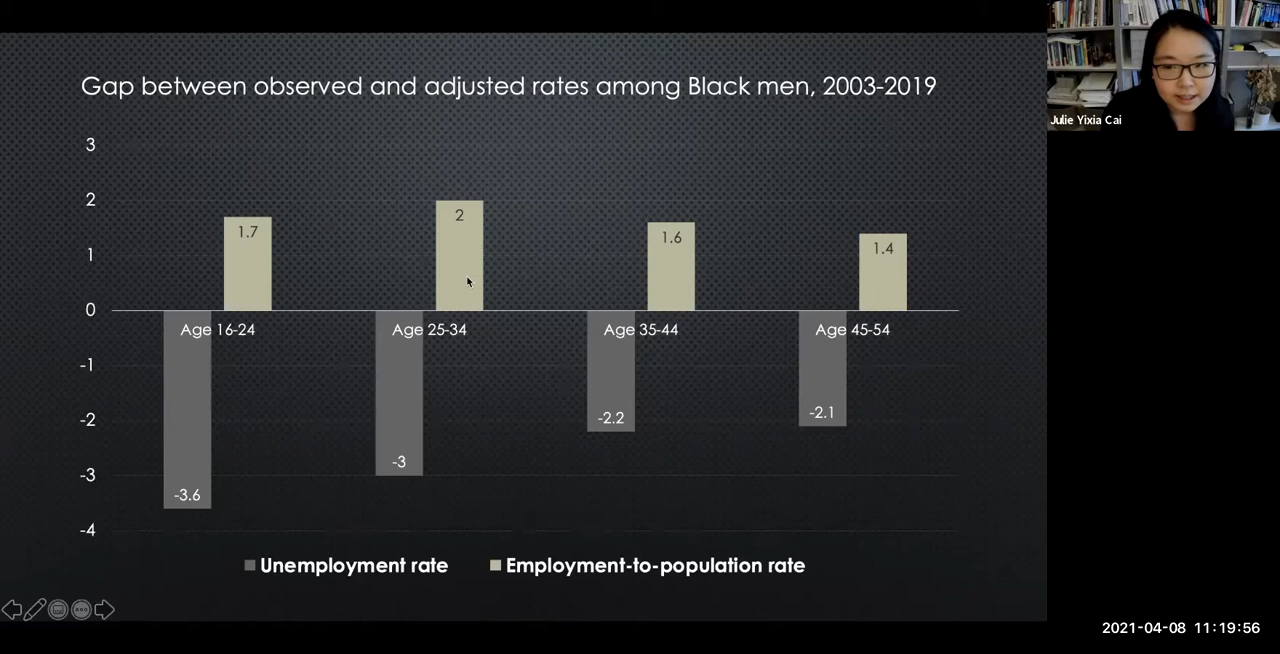 Gap between observed and adjusted rates among Black men, 2003-2019
Julie Yixia Cai
3
2
1
0
-1
-2
-3
-4
1.7
2
1.6
1.4
Age 16-24
Age 25-34
Age 35-44
Age 45-54
-3.6
-3
-2.2
-2.1
Unemployment rate
Employment-to-population rate
2021-04-08 11:19:56